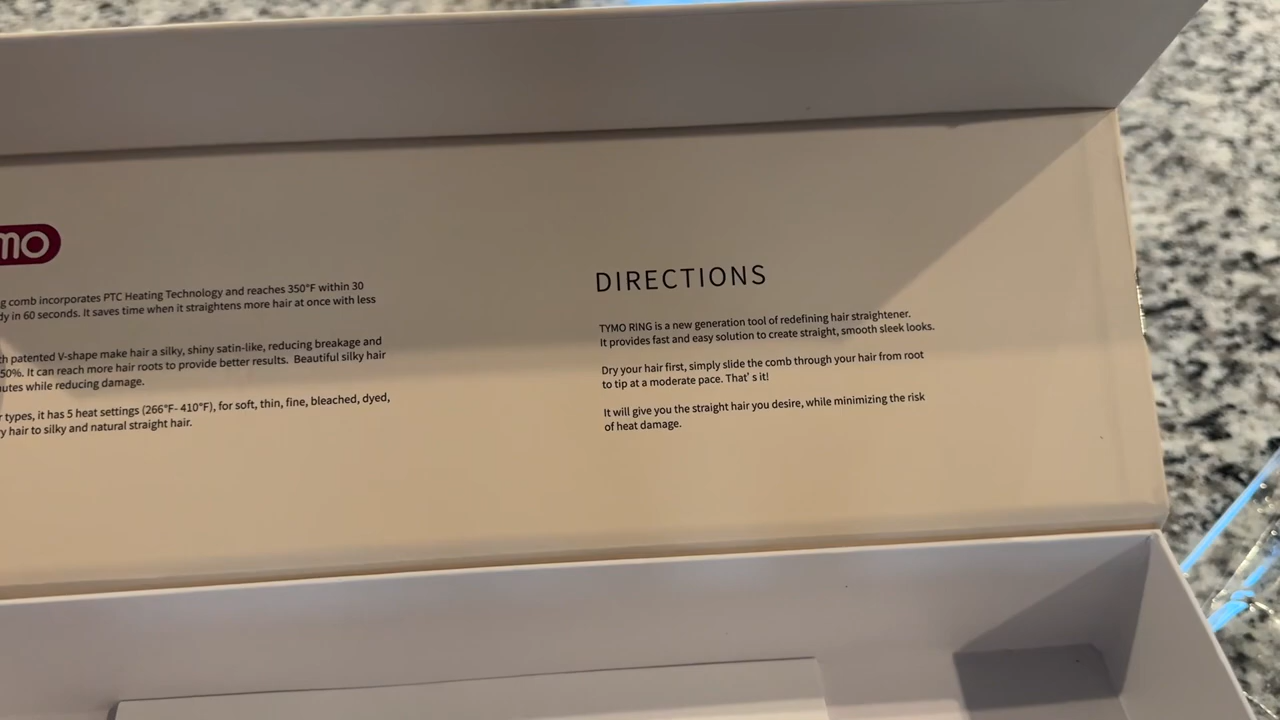 mo
g comb incorporates PTC Heating Technology and reaches 350°F within 30
dy in 60 seconds. It saves time when it straightens more hair at once with less
th patented V-shape make hair a silky, shiny satin-like, reducing breakage and
50%. It can reach more hair roots to provide better results. Beautiful silky hair
utes while reducing damage.
r types, it has 5 heat settings (266°F- 410°F), for soft, thin, fine, bleached, dyed,
y hair to silky and natural straight hair.
DIRECTIONS
TYMO RING is a new generation tool of redefining hair straightener.
It provides fast and easy solution to create straight, smooth sleek looks.
Dry your hair first, simply slide the comb through your hair from root
to tip at a moderate pace. That's it!
It will give you the straight hair you desire, while minimizing the risk
of heat damage.